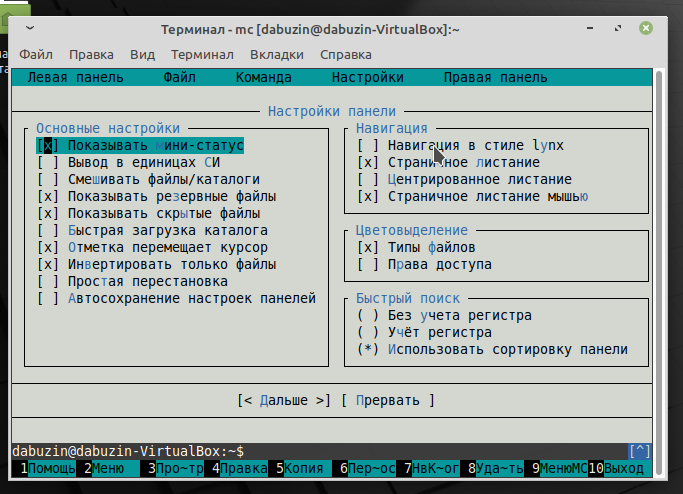 Терминал - mc [dabuzin@dabuzin-VirtualBox]:~
Файл Правка Вид Терминал Вкладки Справка
Левая панель Файл Команда Настройки Правая панель
Настройки панели
Основные настройки
[x] Показывать мини-статус
[ ] Вывод в единицах СИ
[ ] Смешивать файлы/каталоги
[x] Показывать резервные файлы
[x] Показывать скрытые файлы
[ ] Быстрая загрузка каталога
[x] Отметка перемещает курсор
[x] Инвертировать только файлы
[ ] Простая перестановка
[ ] Автосохранение настроек панелей
Навигация
[ ] Навигация в стиле lynx
[x] Страничное листание
[ ] Центрированное листание
[x] Страничное листание мышью
Цветовыделение
[x] Типы файлов
[ ] Права доступа
Быстрый поиск
( ) Без учета регистра
( ) Учёт регистра
(*) Использовать сортировку панели
[< Дальше >] [ Прервать ]
dabuzin@dabuzin-VirtualBox:~$ [^]
1Помощь 2Меню 3Про~тр 4Правка 5Копия 6Пер~ос 7НвК~ог 8Уда~ть 9МенюMC 10Выход